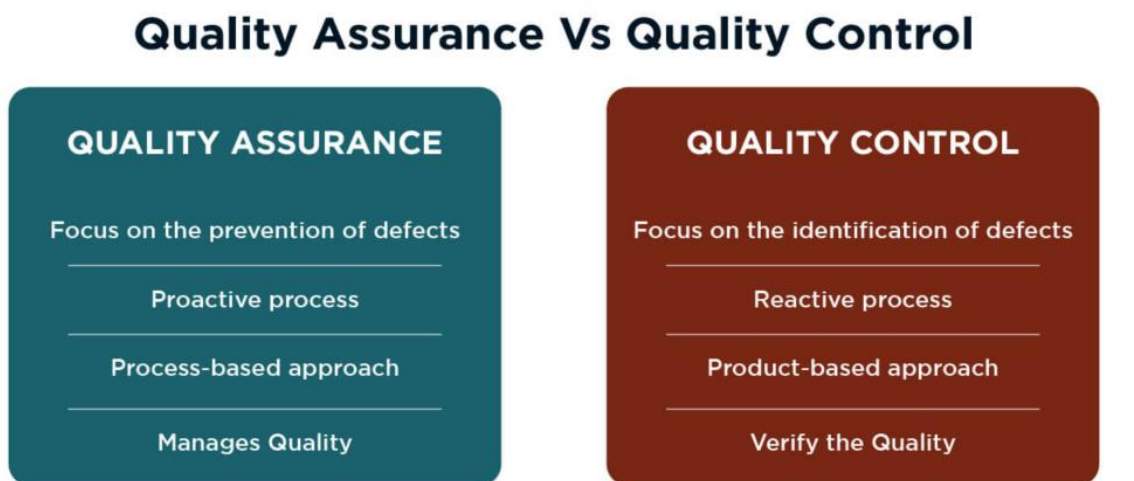 Quality Assurance Vs Quality Control
QUALITY ASSURANCE
Focus on the prevention of defects
Proactive process
Process-based approach
Manages Quality
QUALITY CONTROL
Focus on the identification of defects
Reactive process
Product-based approach
Verify the Quality